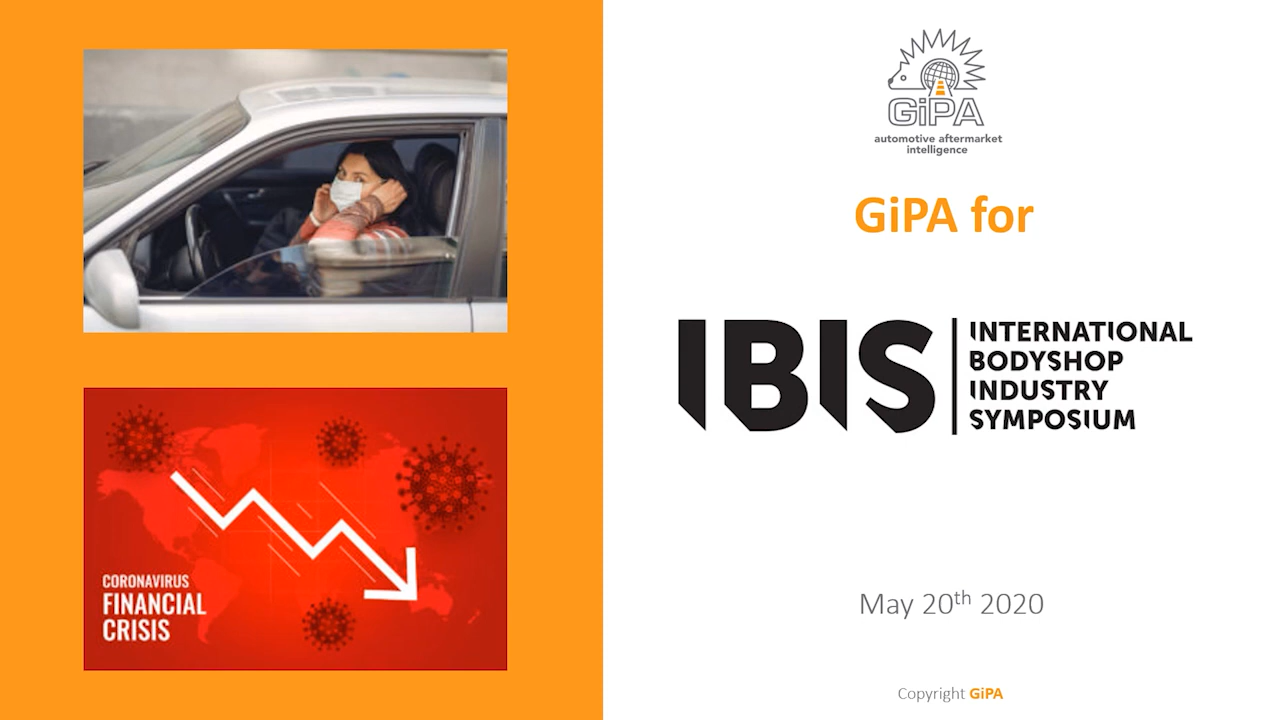 CORONAVIRUS
FINANCIAL
CRISIS
GiPA
automotive aftermarket
intelligence
GiPA for
IBIS
INTERNATIONAL
BODYSHOP
INDUSTRY
SYMPOSIUM
May 20th 2020
Copyright GiPA